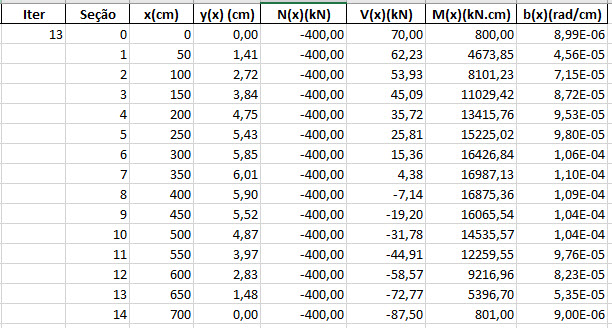 Iter Seção x(cm) y(x) (cm) N(x)(kN) V(x)(kN) M(x)(kN.cm) b(x)(rad/cm)
13 0 0 0,00 -400,00 70,00 800,00 8,99E-06
1 50 1,41 -400,00 62,23 4673,85 4,56E-05
2 100 2,72 -400,00 53,93 8101,23 7,15E-05
3 150 3,84 -400,00 45,09 11029,42 8,72E-05
4 200 4,75 -400,00 35,72 13415,76 9,53E-05
5 250 5,43 -400,00 25,81 15225,02 9,80E-05
6 300 5,85 -400,00 15,36 16426,84 1,06E-04
7 350 6,01 -400,00 4,38 16987,13 1,10E-04
8 400 5,90 -400,00 -7,14 16875,36 1,09E-04
9 450 5,52 -400,00 -19,20 16065,54 1,04E-04
10 500 4,87 -400,00 -31,78 14535,57 1,04E-04
11 550 3,97 -400,00 -44,91 12259,55 9,76E-05
12 600 2,83 -400,00 -58,57 9216,96 8,23E-05
13 650 1,48 -400,00 -72,77 5396,70 5,35E-05
14 700 0,00 -400,00 -87,50 801,00 9,00E-06